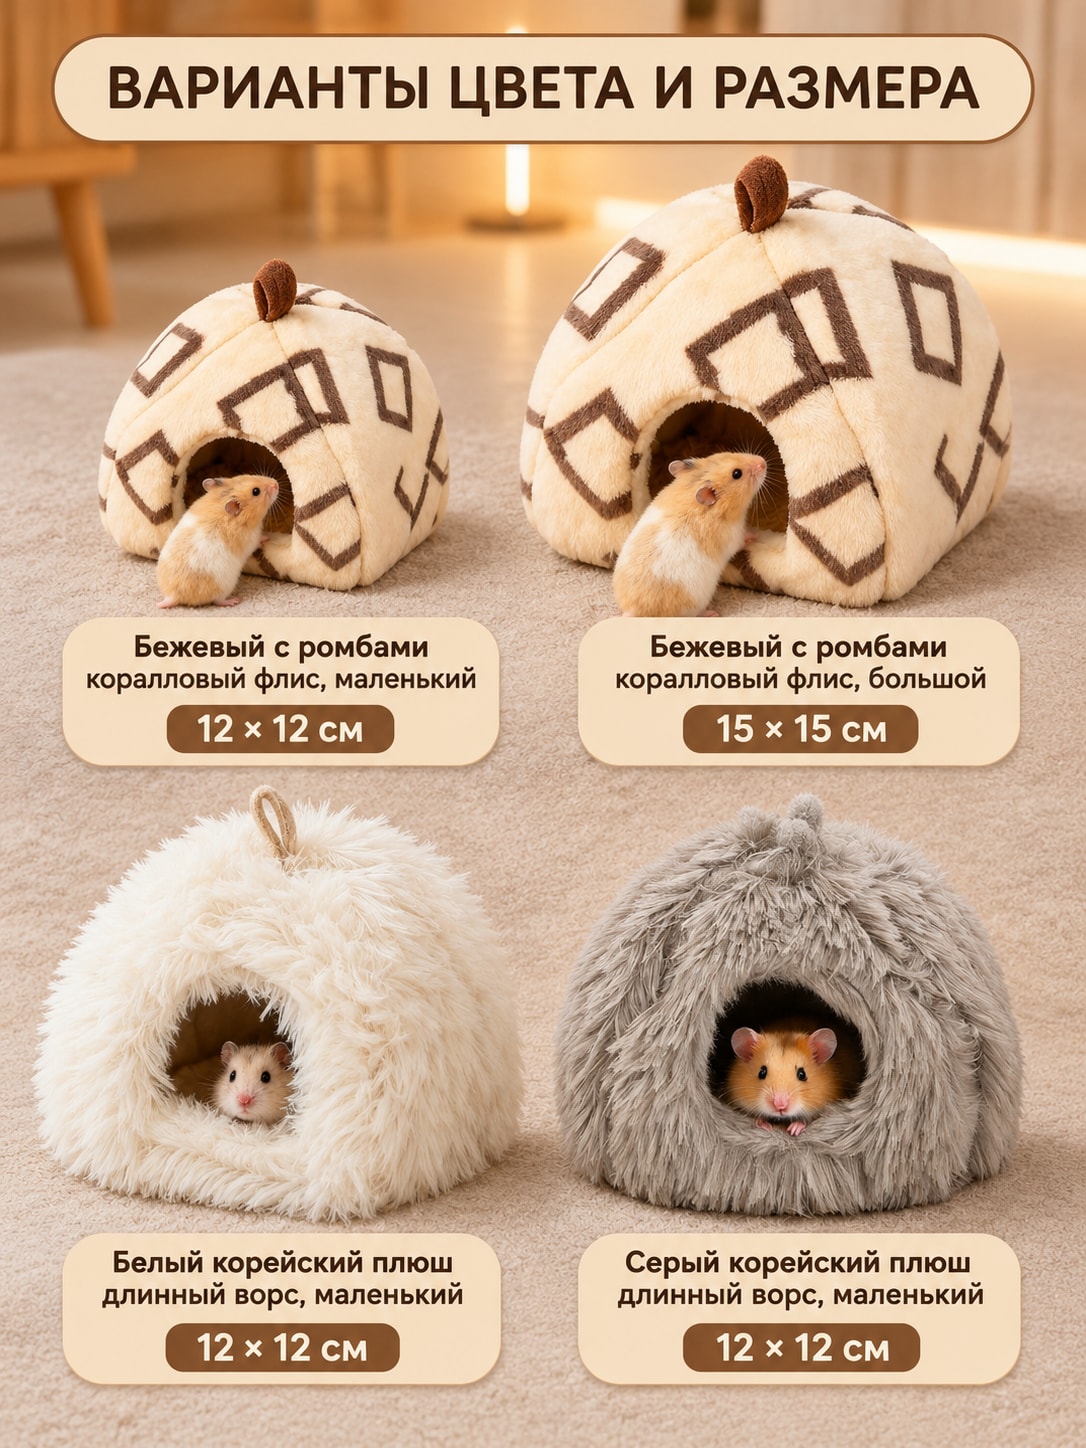 ВАРИАНТЫ ЦВЕТА И РАЗМЕРА
Бежевый с ромбами
коралловый флис, маленький
12 × 12 см
Бежевый с ромбами
коралловый флис, большой
15 × 15 см
Белый корейский плюш
длинный ворс, маленький
12 × 12 см
Серый корейский плюш
длинный ворс, маленький
12 × 12 см